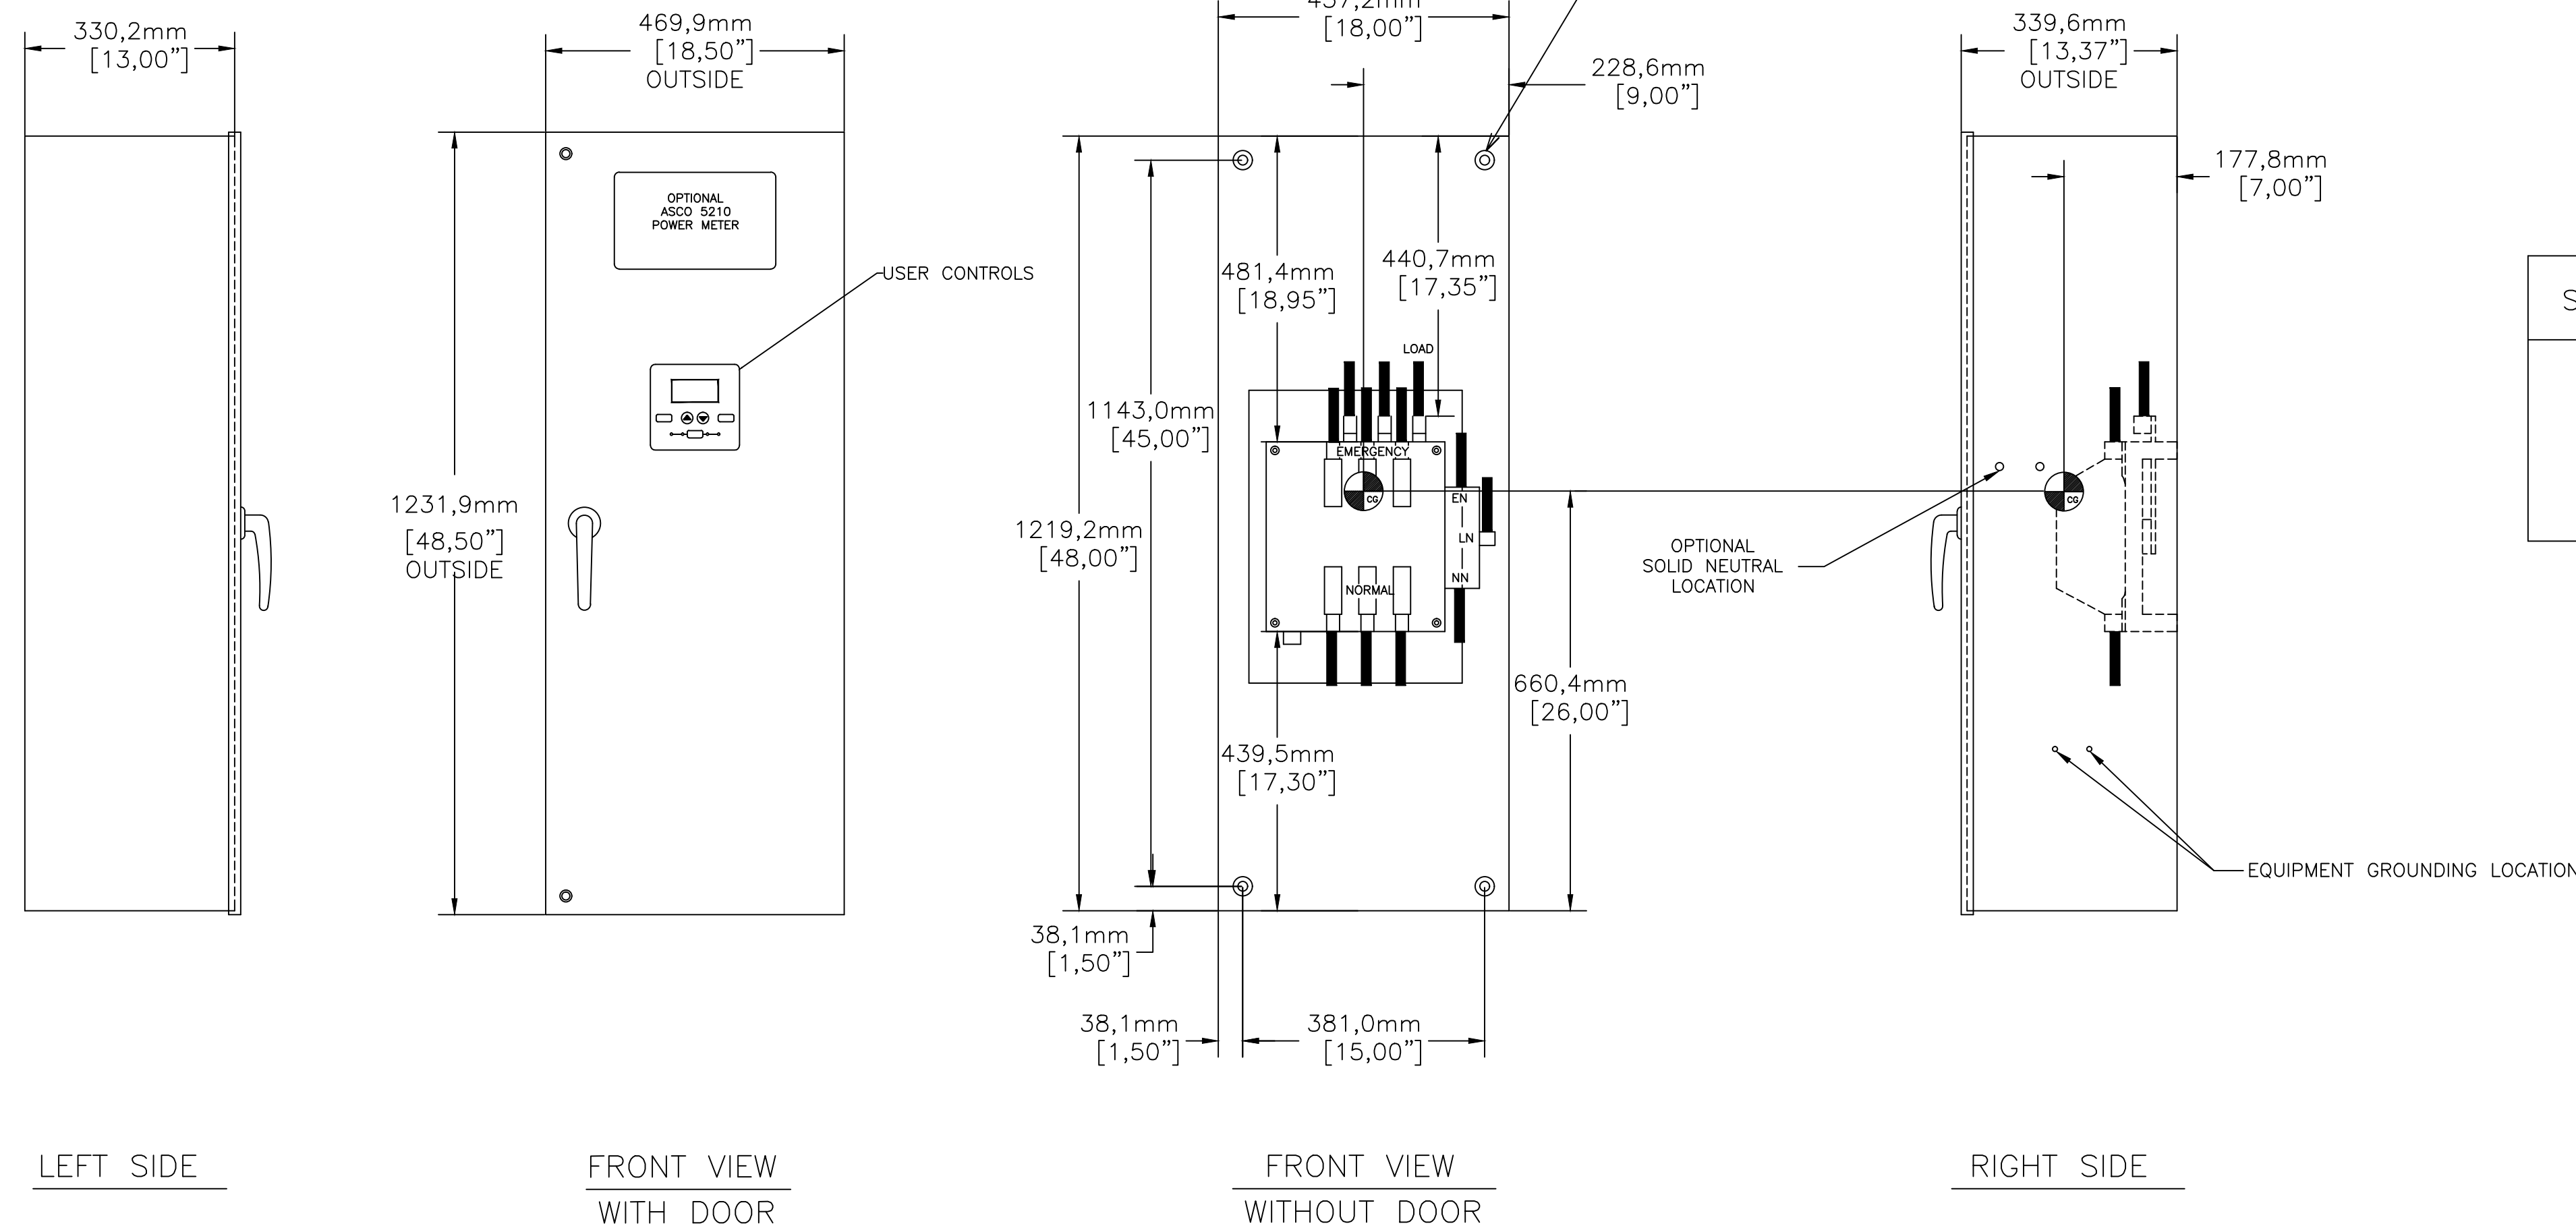 330,2mm
[13,00”]
469,9mm
[18,50”]
OUTSIDE
OPTIONAL
ASCO 5210
POWER METER
USER CONTROLS
1231,9mm
[48,50”]
OUTSIDE
[18,00”]
228,6mm
[9,00”]
481,4mm
[18,95”]
440,7mm
[17,35”]
LOAD
1143,0mm
[45,00”]
EMERGENCY
CG
EN
LN
NN
NORMAL
1219,2mm
[48,00”]
660,4mm
[26,00”]
439,5mm
[17,30”]
38,1mm
[1,50”]
38,1mm
[1,50”]
381,0mm
[15,00”]
339,6mm
[13,37”]
OUTSIDE
177,8mm
[7,00”]
CG
OPTIONAL
SOLID NEUTRAL
LOCATION
EQUIPMENT GROUNDING LOCATION
LEFT SIDE
FRONT VIEW
WITH DOOR
FRONT VIEW
WITHOUT DOOR
RIGHT SIDE